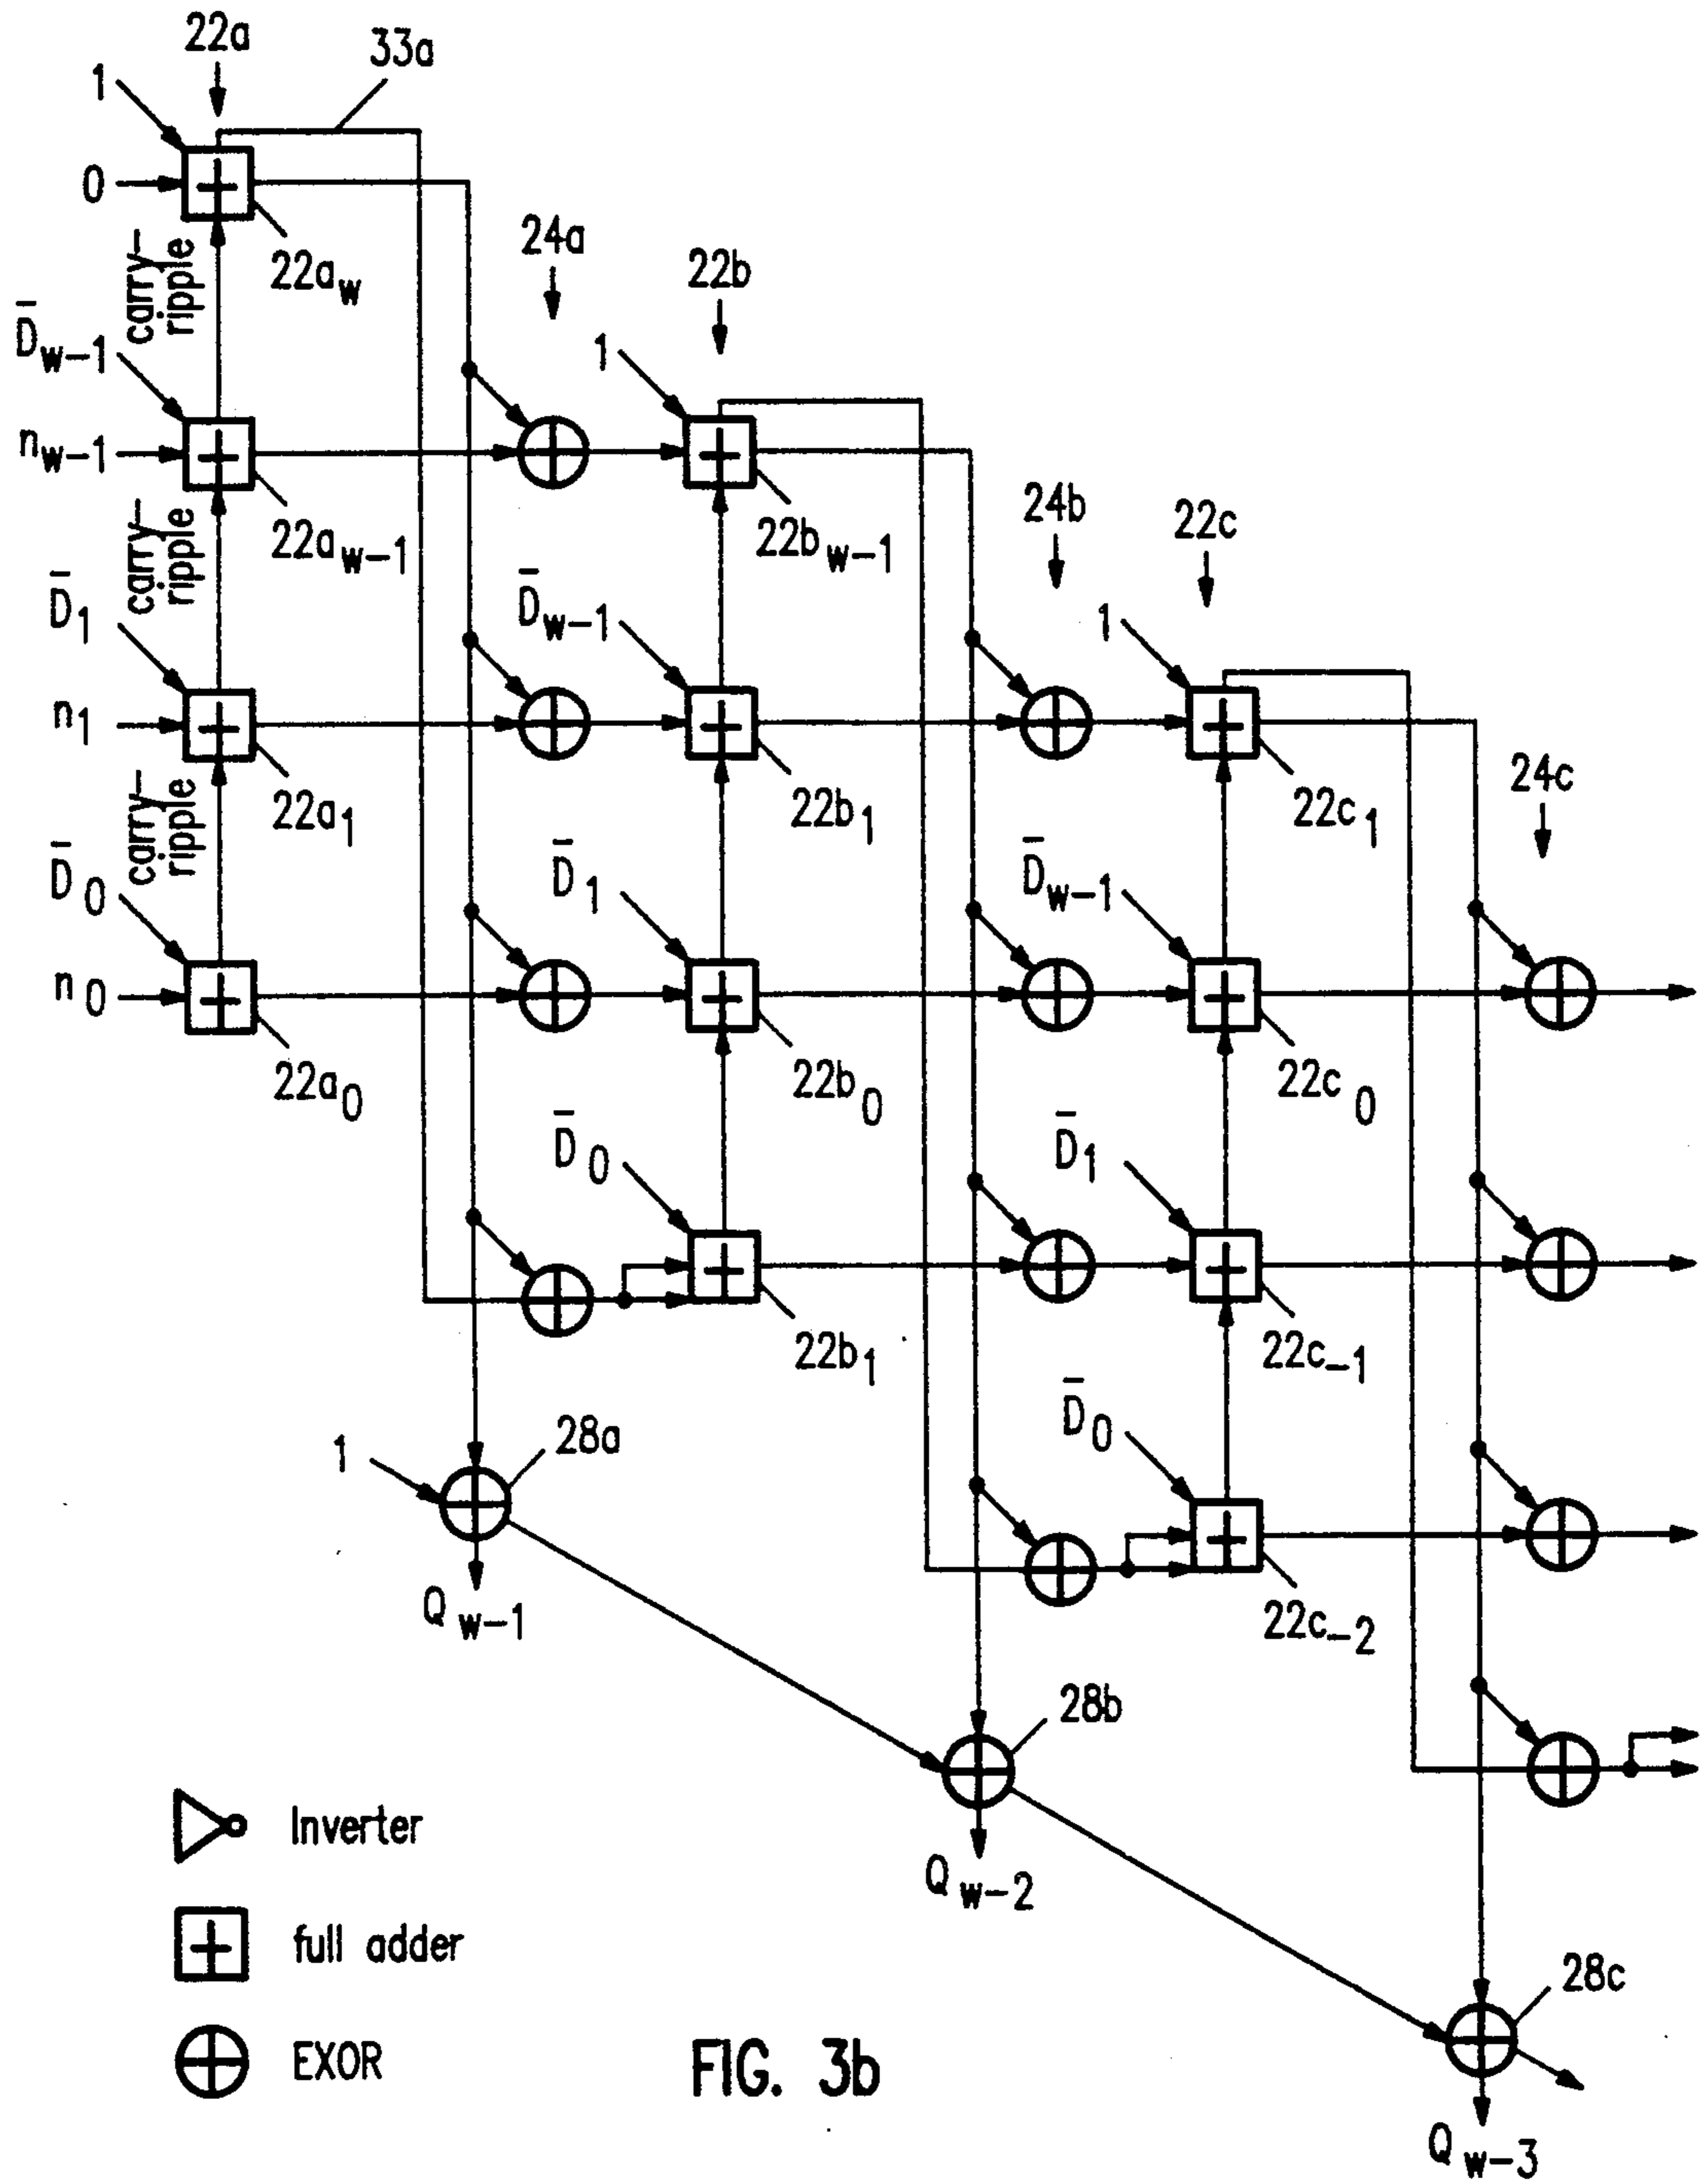 22a
33a
1
0
22a_w
24a
22b
carry-
ripple
D̄_w-1
1
n_w-1
22a_w-1
22b_w-1
24b
22c
carry-
ripple
D̄_1
D̄_w-1
1
n_1
22a_1
22b_1
22c_1
24c
carry-
ripple
D̄_0
D̄_1
D̄_w-1
n_0
22a_0
22b_0
22c_0
D̄_0
D̄_1
22b_1
22c_-1
D̄_0
1
28a
Q_w-1
22c_-2
28b
Inverter
Q_w-2
full adder
28c
EXOR
FIG. 3b
Q_w-3